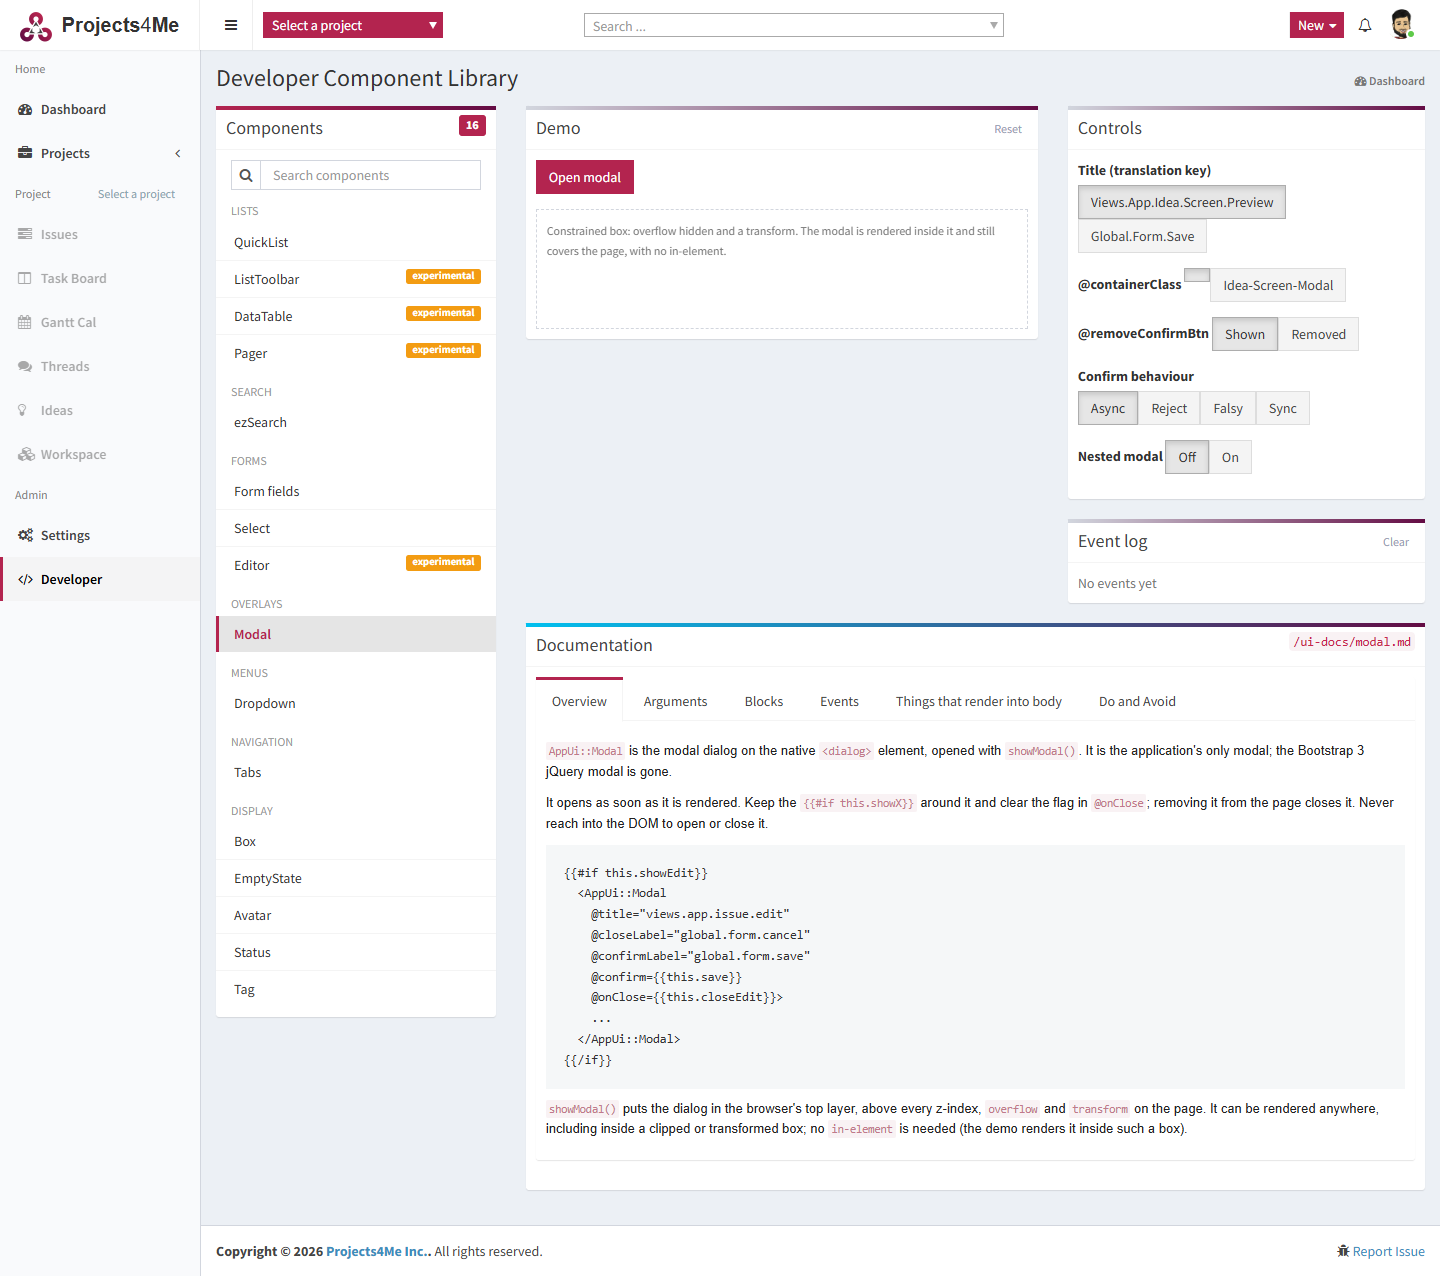 Projects4Me
Select a project
Search ...
New
Home
Dashboard
Projects
Project
Select a project
Issues
Task Board
Gantt Cal
Threads
Ideas
Workspace
Admin
Settings
Developer
Developer Component Library
Dashboard
Components
16
Search components
LISTS
QuickList
ListToolbar
experimental
DataTable
experimental
Pager
experimental
SEARCH
ezSearch
FORMS
Form fields
Select
Editor
experimental
OVERLAYS
Modal
MENUS
Dropdown
NAVIGATION
Tabs
DISPLAY
Box
EmptyState
Avatar
Status
Tag
Demo
Reset
Open modal
Constrained box: overflow hidden and a transform. The modal is rendered inside it and still
covers the page, with no in-element.
Controls
Title (translation key)
Views.App.Idea.Screen.Preview
Global.Form.Save
@containerClass
Idea-Screen-Modal
@removeConfirmBtn
Shown
Removed
Confirm behaviour
Async
Reject
Falsy
Sync
Nested modal
Off
On
Event log
Clear
No events yet
Documentation
/ui-docs/modal.md
Overview
Arguments
Blocks
Events
Things that render into body
Do and Avoid
AppUi::Modal is the modal dialog on the native <dialog> element, opened with showModal(). It is the application's only modal; the Bootstrap 3
jQuery modal is gone.
It opens as soon as it is rendered. Keep the {{#if this.showX}} around it and clear the flag in @onClose; removing it from the page closes it. Never
reach into the DOM to open or close it.
{{#if this.showEdit}}
<AppUi::Modal
@title="views.app.issue.edit"
@closeLabel="global.form.cancel"
@confirmLabel="global.form.save"
@confirm={{this.save}}
@onClose={{this.closeEdit}}>
...
</AppUi::Modal>
{{/if}}
showModal() puts the dialog in the browser's top layer, above every z-index, overflow and transform on the page. It can be rendered anywhere,
including inside a clipped or transformed box; no in-element is needed (the demo renders it inside such a box).
Copyright © 2026 Projects4Me Inc.. All rights reserved.
Report Issue